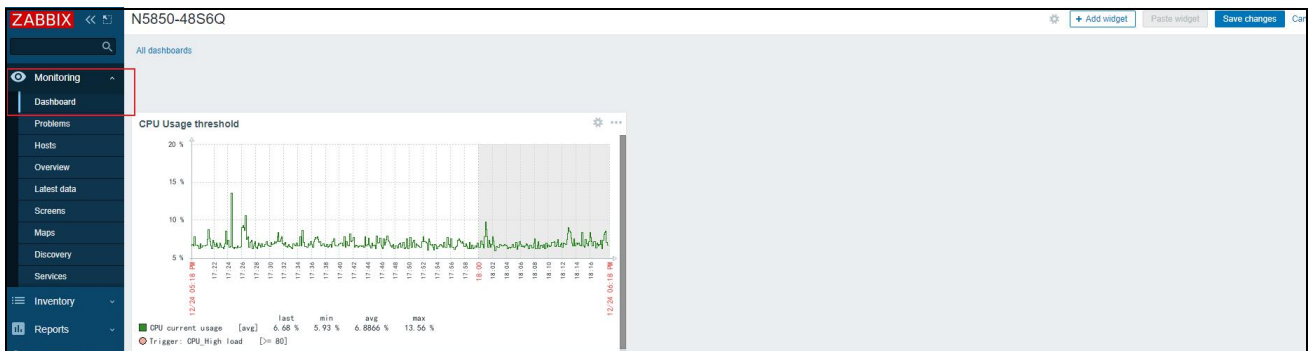 ZABBIX
N5850-48S6Q
+ Add widget
Paste widget
Save changes
Can
All dashboards
Monitoring
Dashboard
Problems
Hosts
Overview
Latest data
Screens
Maps
Discovery
Services
Inventory
Reports
CPU Usage threshold
20 %
15 %
10 %
5 %
12/24 05:18 PM
17:22
17:24
17:26
17:28
17:30
17:32
17:34
17:36
17:38
17:40
17:42
17:44
17:46
17:48
17:50
17:52
17:54
17:56
17:58
18:00
18:02
18:04
18:06
18:08
18:10
18:12
18:14
18:16
12/24 06:18 PM
last min avg max
CPU current usage [avg] 6.68 % 5.93 % 6.8866 % 13.56 %
Trigger: CPU_High load [>= 80]